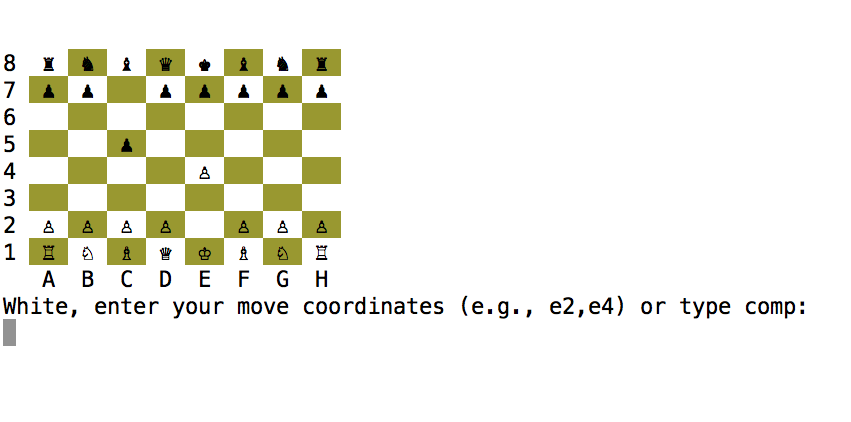 8 ♜ ♞ ♝ ♛ ♚ ♝ ♞ ♜
7 ♟ ♟ ♟ ♟ ♟ ♟ ♟
6
5 ♟
4 ♙
3
2 ♙ ♙ ♙ ♙ ♙ ♙ ♙
1 ♖ ♘ ♗ ♕ ♔ ♗ ♘ ♖
A B C D E F G H
White, enter your move coordinates (e.g., e2,e4) or type comp: